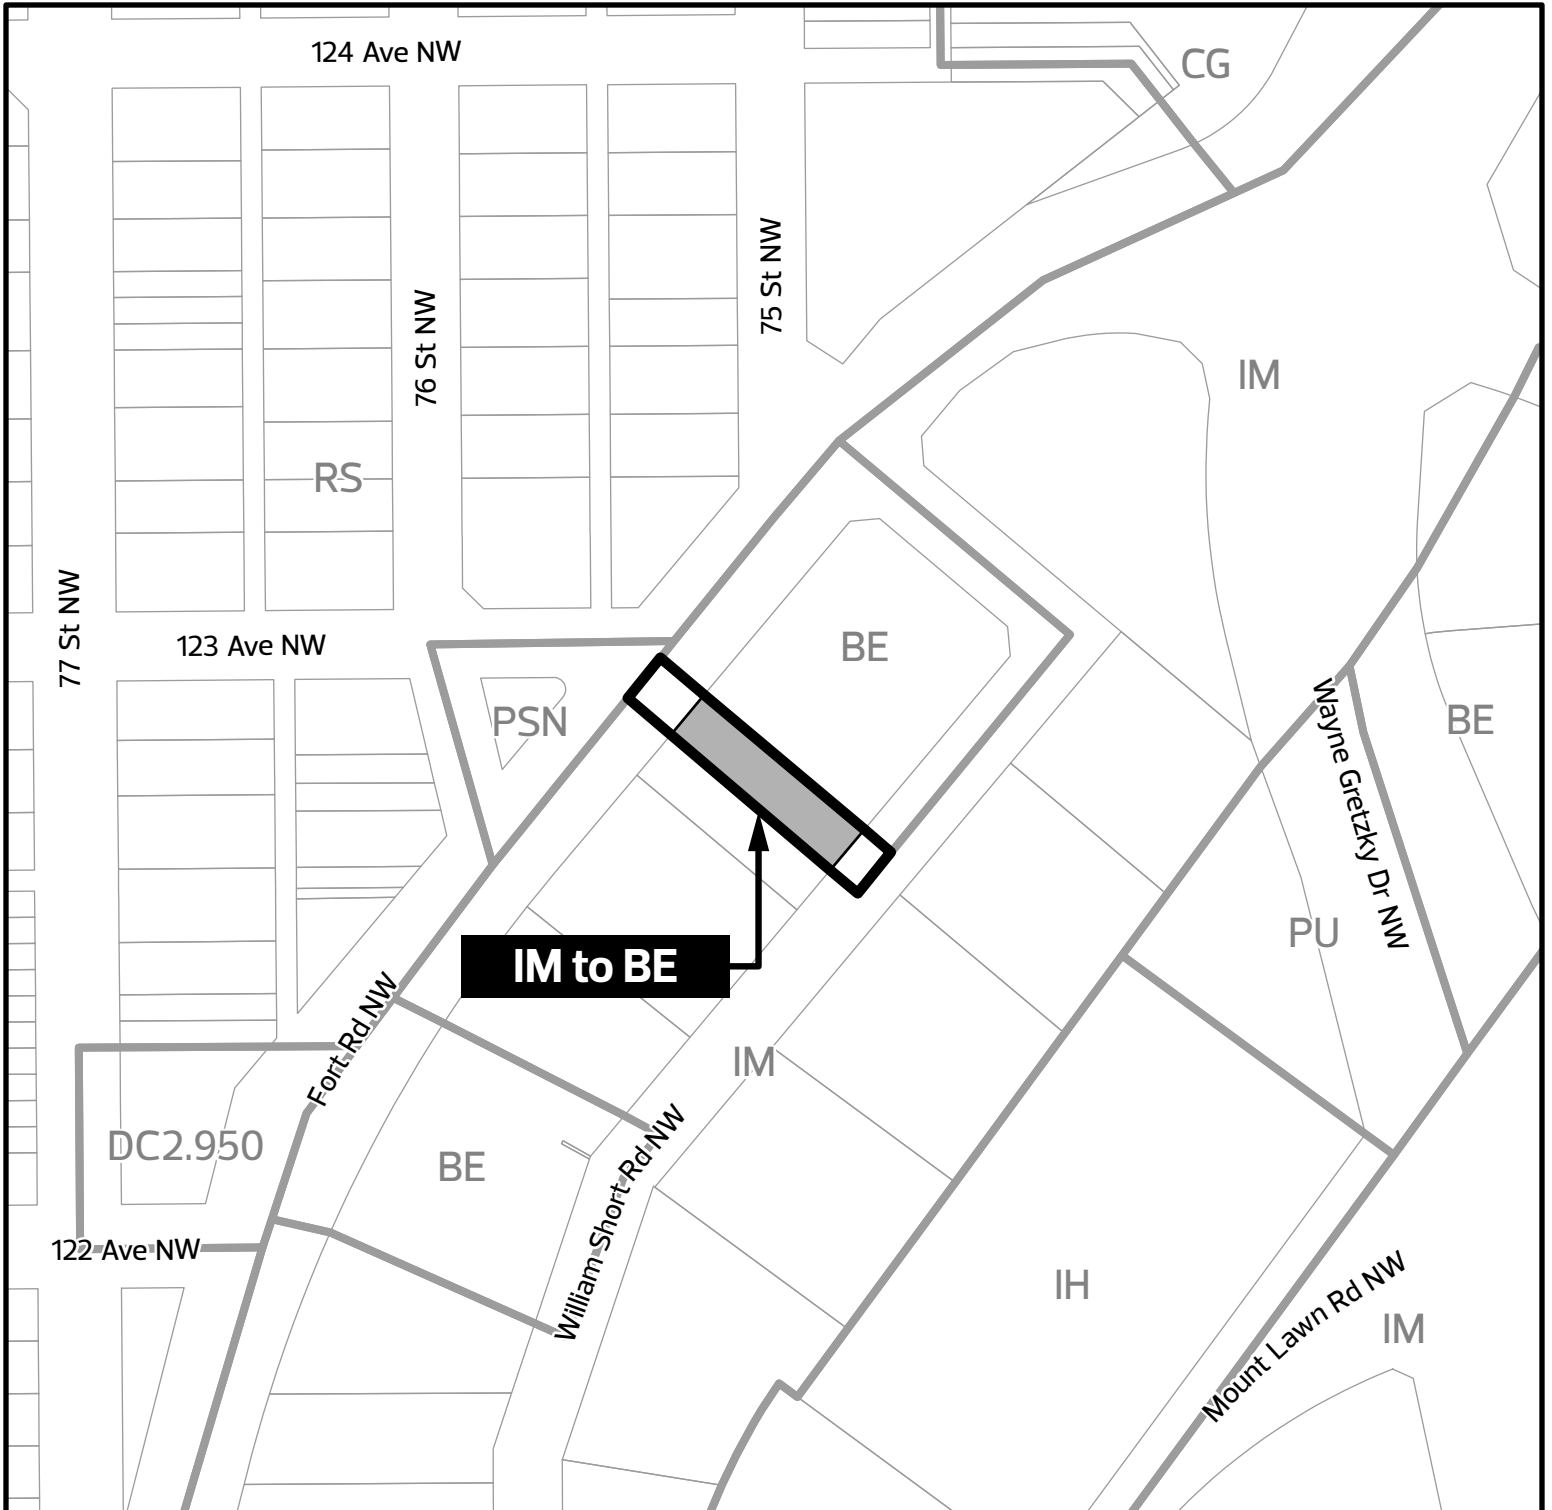 124 Ave NW
CG
75 St NW
76 St NW
IM
RS
77 St NW
123 Ave NW
BE
PSN
BE
Wayne Gretzky Dr NW
PU
IM to BE
Fort Rd NW
IM
DC2.950
BE
William Short Rd NW
122 Ave NW
IH
Mount Lawn Rd NW
IM